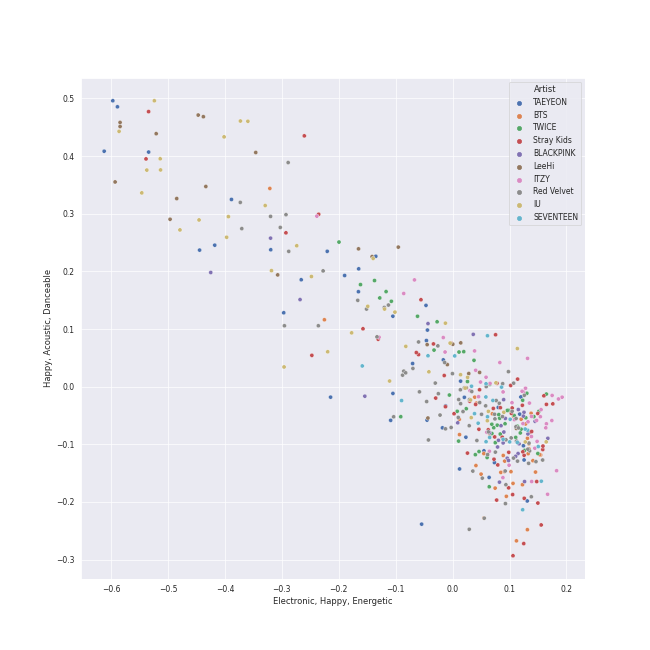 Artist
TAEYEON
BTS
TWICE
Stray Kids
BLACKPINK
LeeHi
ITZY
Red Velvet
IU
SEVENTEEN
0.5
0.4
0.3
0.2
0.1
0.0
−0.1
−0.2
−0.3
Happy, Acoustic, Danceable
−0.6 −0.5 −0.4 −0.3 −0.2 −0.1 0.0 0.1 0.2
Electronic, Happy, Energetic